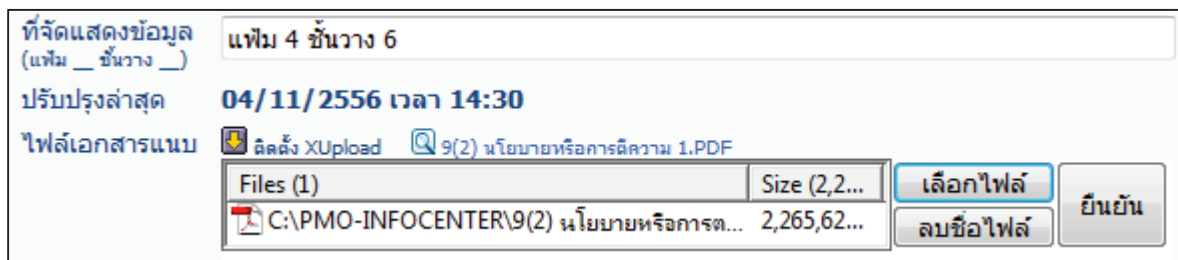 ที่จัดแสดงข้อมูล แฟ้ม 4 ชั้นวาง 6
(แฟ้ม __ ชั้นวาง __)
ปรับปรุงล่าสุด 04/11/2556 เวลา 14:30
ไฟล์เอกสารแนบ ติดตั้ง XUpload 9(2) นโยบายหรือการตีความ 1.PDF
Files (1) Size (2,2... เลือกไฟล์ ยืนยัน
C:\PMO-INFOCENTER\9(2) นโยบายหรือการต... 2,265,62... ลบชื่อไฟล์